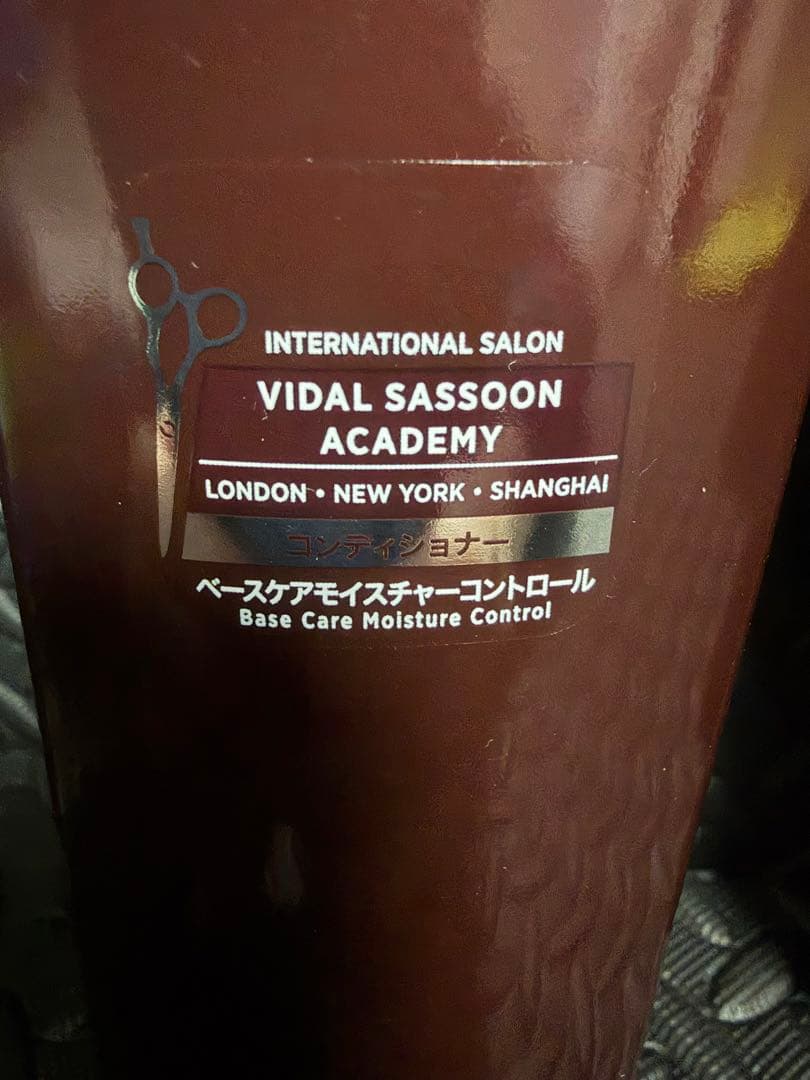 INTERNATIONAL SALON
VIDAL SASSOON
ACADEMY
LONDON • NEW YORK • SHANGHAI
コンディショナー
ベースケアモイスチャーコントロール
Base Care Moisture Control